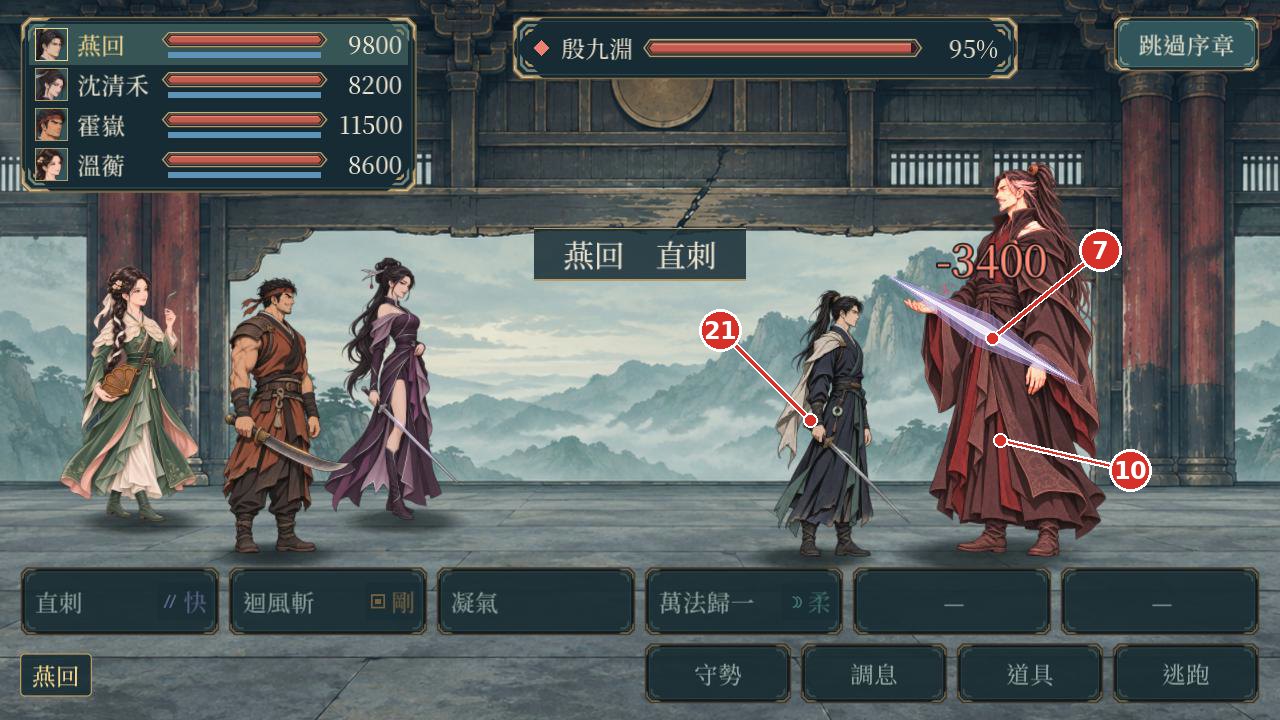 燕回 9800
沈清禾 8200
霍嶽 11500
溫蘅 8600
殷九淵 95%
跳過序章
燕回 直刺
-3400
7
21
10
直刺 快
迴風斬 剛
凝氣
萬法歸一 柔
—
—
燕回
守勢
調息
道具
逃跑